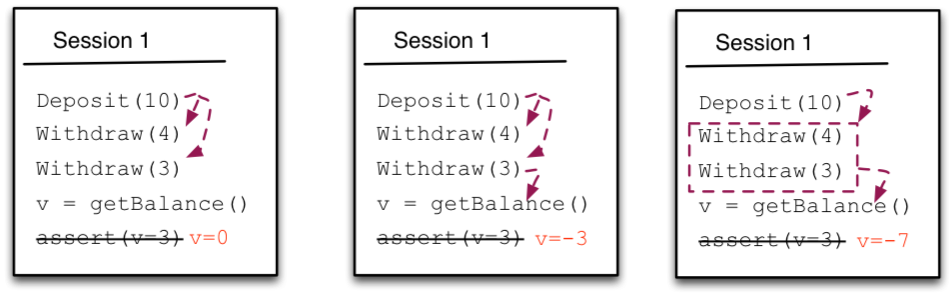 Session 1
Deposit(10)
Withdraw(4)
Withdraw(3)
v = getBalance()
assert(v=3) v=0
Session 1
Deposit(10)
Withdraw(4)
Withdraw(3)
v = getBalance()
assert(v=3) v=-3
Session 1
Deposit(10)
Withdraw(4)
Withdraw(3)
v = getBalance()
assert(v=3) v=-7